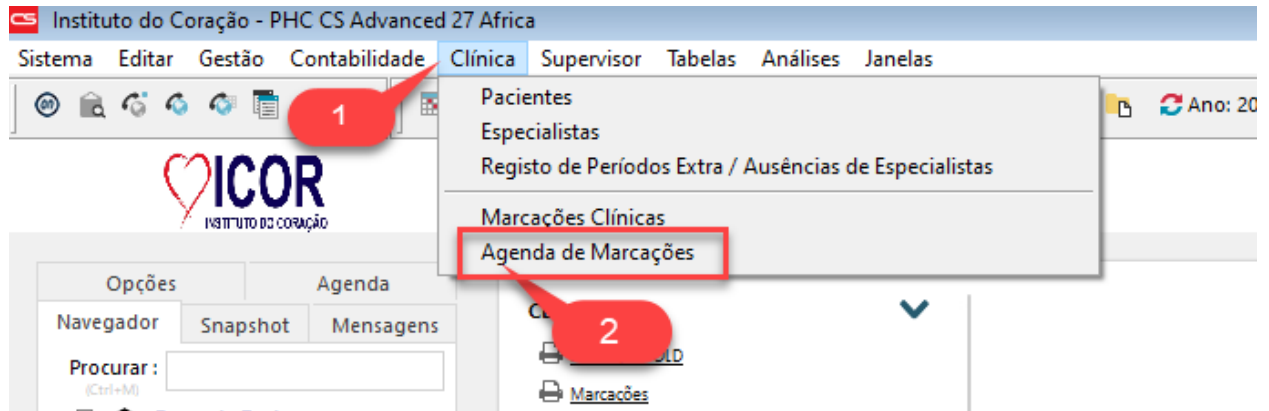 CS Instituto do Coração - PHC CS Advanced 27 Africa
Sistema Editar Gestão Contabilidade Clínica Supervisor Tabelas Análises Janelas
1
Ano: 20
Pacientes
Especialistas
Registo de Períodos Extra / Ausências de Especialistas
Marcações Clínicas
Agenda de Marcações
2
ICOR
INSTITUTO DO CORAÇÃO
Opções Agenda
Navegador Snapshot Mensagens
Procurar :
(Ctrl+M)
Marcações